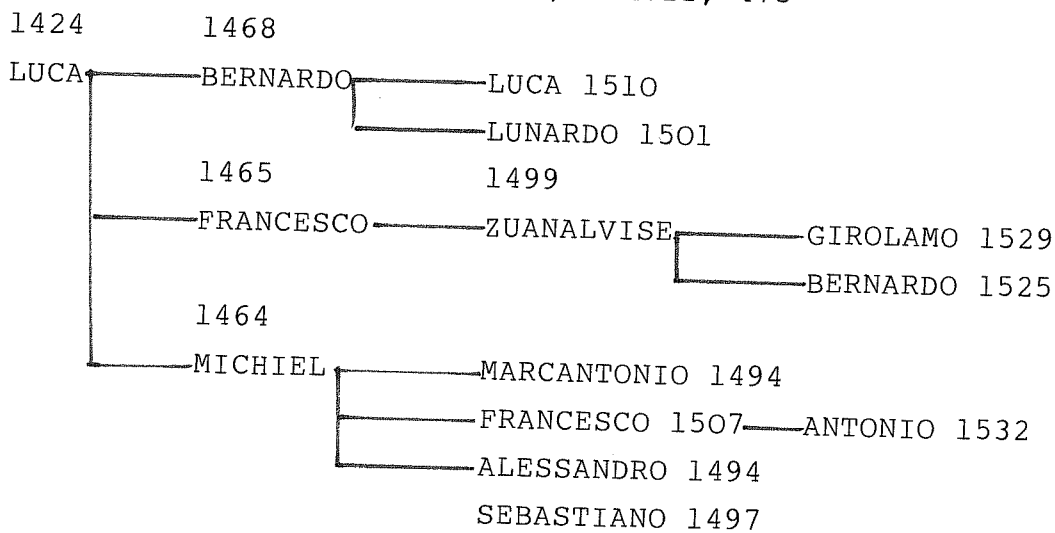 1424 1468
LUCA BERNARDO LUCA 1510
LUNARDO 1501
1465 1499
FRANCESCO ZUANALVISE GIROLAMO 1529
BERNARDO 1525
1464
MICHIEL MARCANTONIO 1494
FRANCESCO 1507 ANTONIO 1532
ALESSANDRO 1494
SEBASTIANO 1497